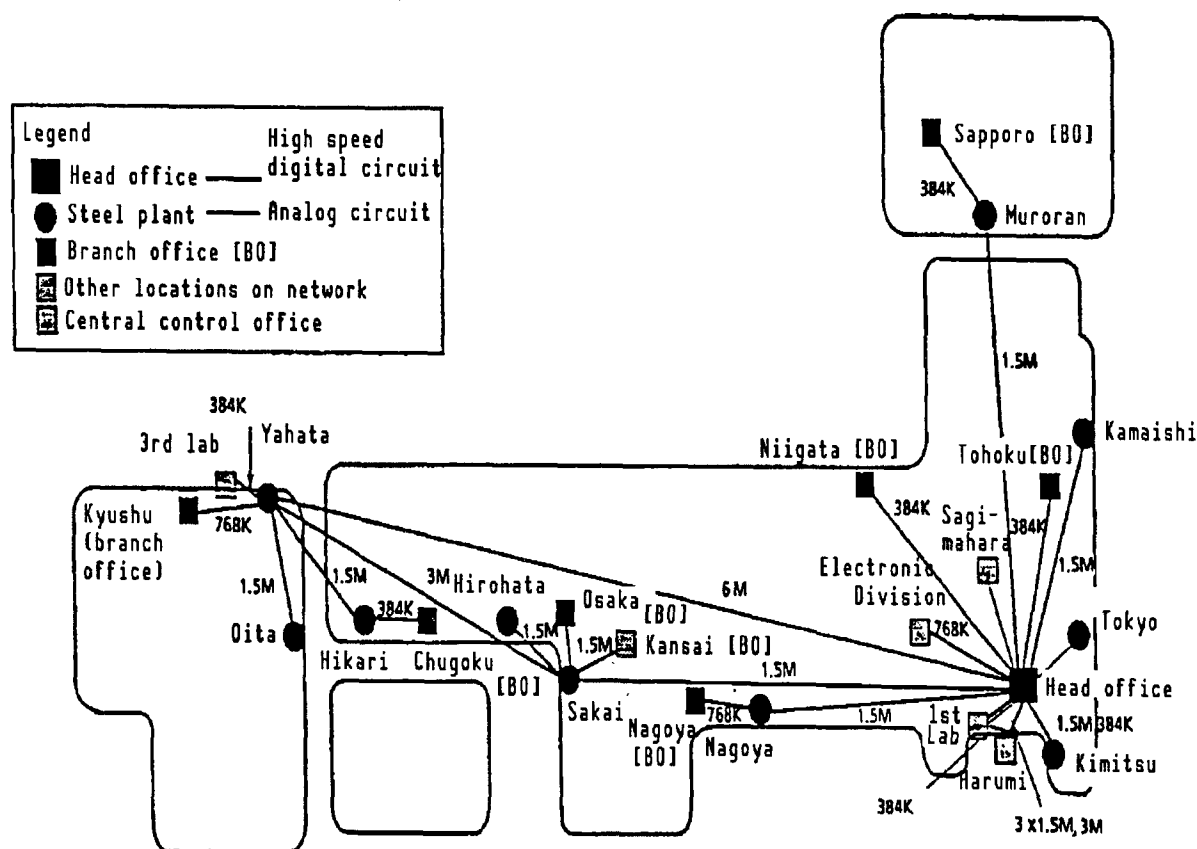 Legend
Head office
High speed
digital circuit
Steel plant
Analog circuit
Branch office [BO]
Other locations on network
Central control office
Sapporo [BO]
384K
Muroran
1.5M
Kamaishi
384K
3rd lab
Yahata
Niigata [BO]
Tohoku[BO]
Kyushu
(branch
office)
768K
384K
Sagi-
mahara
384K
1.5M
1.5M
Oita
1.5M
3M
Hirohata
Osaka
[BO]
6M
Electronic
Division
768K
Tokyo
384K
1.5M
1.5M
Kansai [BO]
Hikari
Chugoku
[BO]
Sakai
1.5M
Head office
Nagoya
[BO]
768K
Nagoya
1.5M
1st
Lab
1.5M
384K
Harumi
Kimitsu
384K
3 x1.5M, 3M